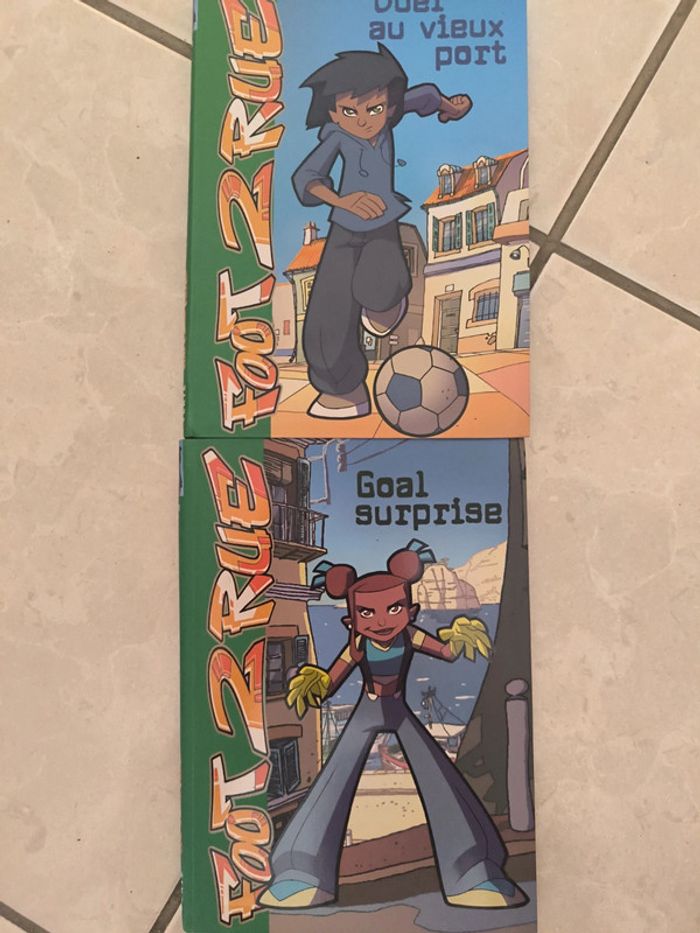 FOOT 2 RUE
Duel
au vieux
port
FOOT 2 RUE
Goal
surprise